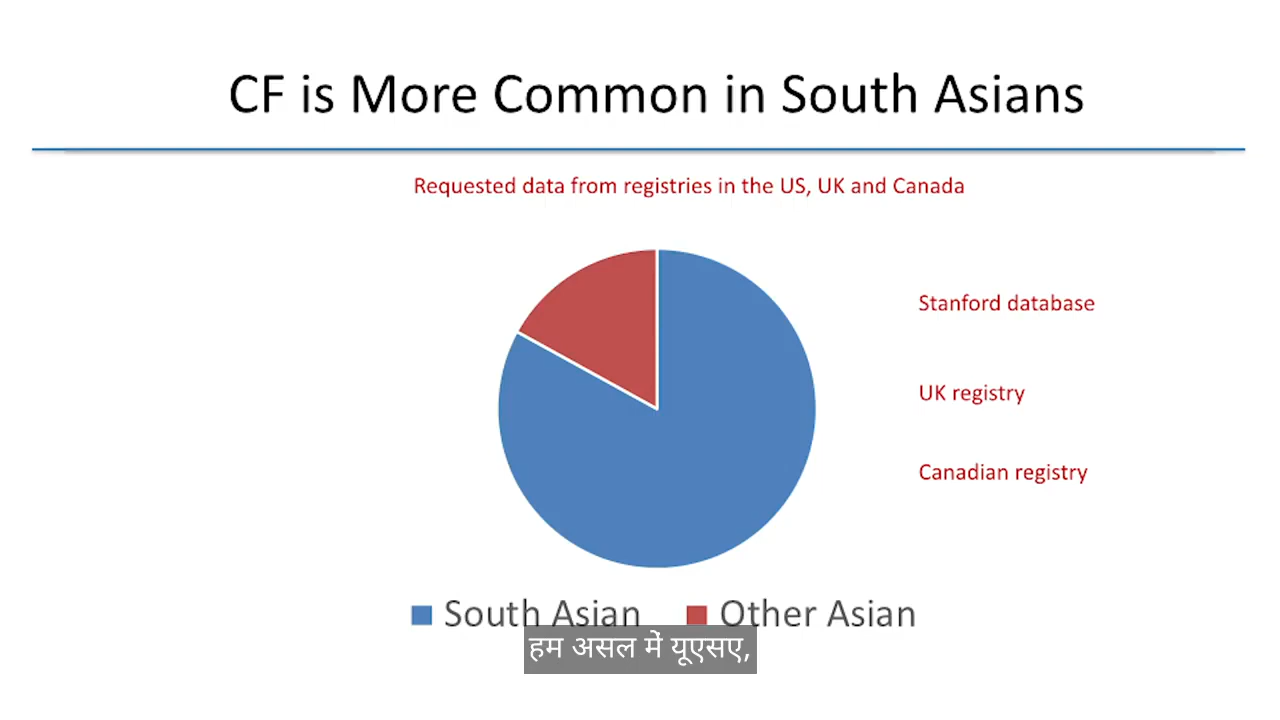 CF is More Common in South Asians
Requested data from registries in the US, UK and Canada
Stanford database
UK registry
Canadian registry
South Asian
Other Asian
हम असल में यूएसए,